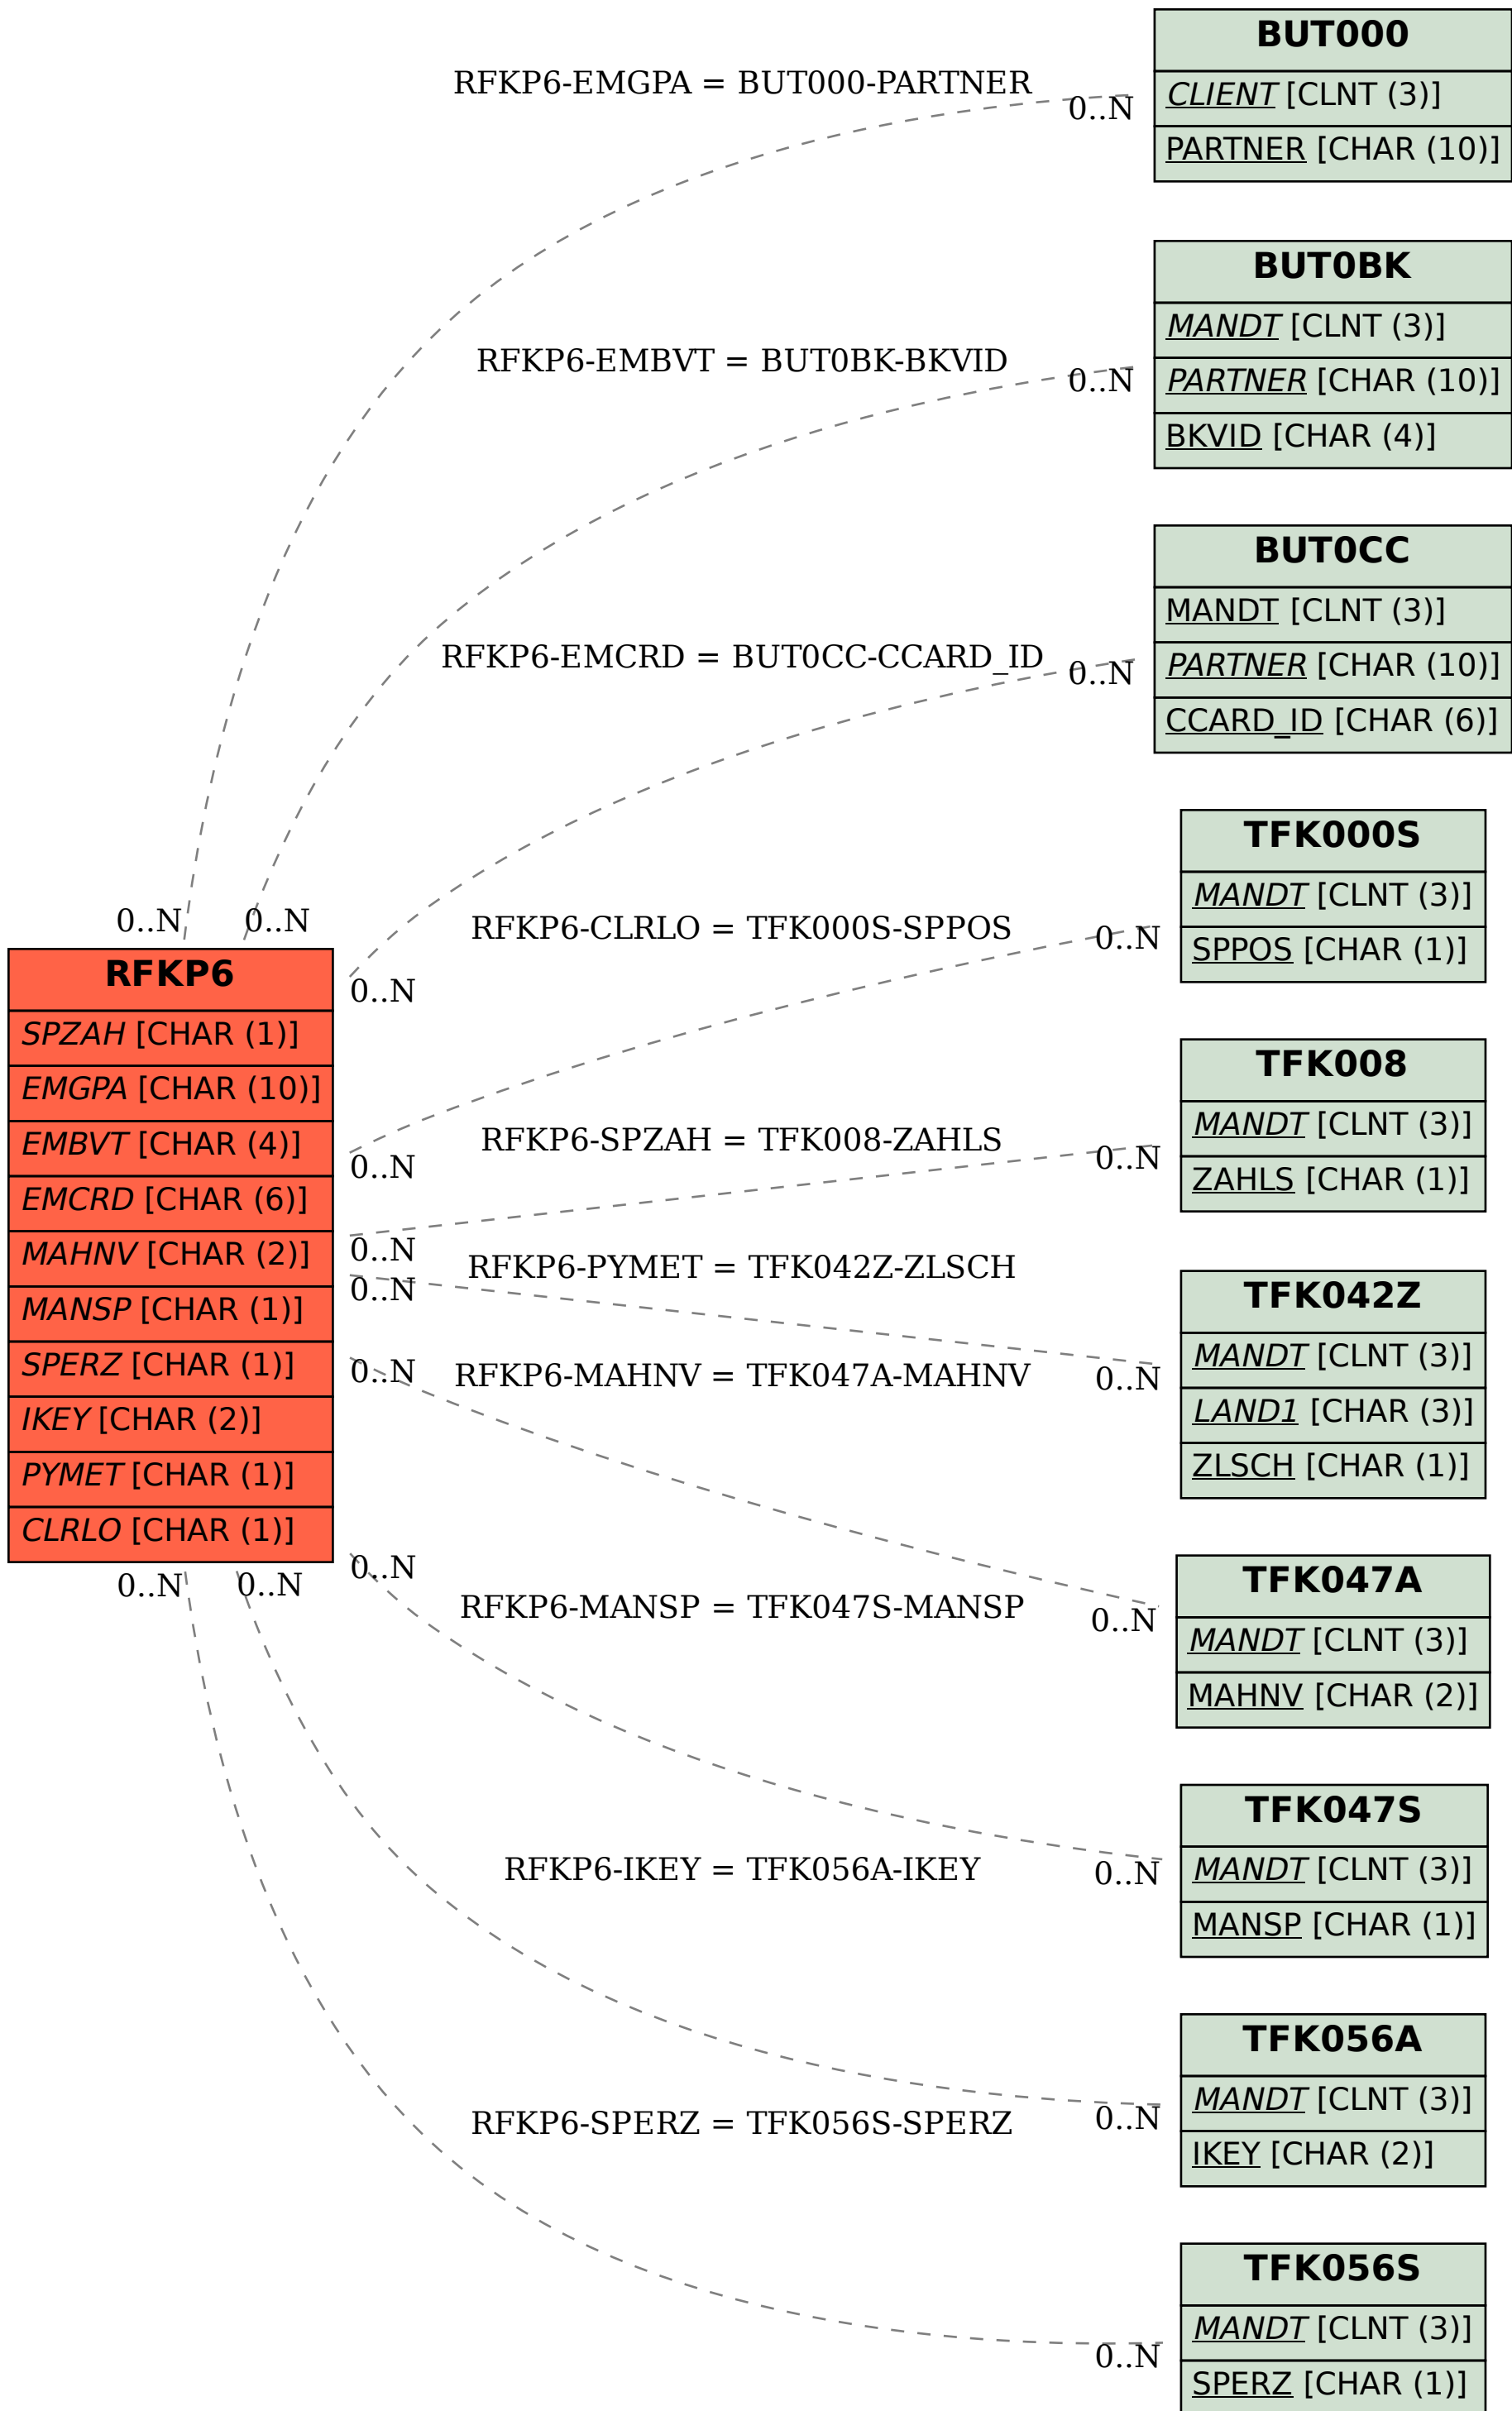 BUT000
CLIENT [CLNT (3)]
PARTNER [CHAR (10)]
RFKP6-EMGPA = BUT000-PARTNER
0..N
BUT0BK
MANDT [CLNT (3)]
PARTNER [CHAR (10)]
BKVID [CHAR (4)]
RFKP6-EMBVT = BUT0BK-BKVID
0..N
BUT0CC
MANDT [CLNT (3)]
PARTNER [CHAR (10)]
CCARD_ID [CHAR (6)]
RFKP6-EMCRD = BUT0CC-CCARD_ID
0..N
TFK000S
MANDT [CLNT (3)]
SPPOS [CHAR (1)]
RFKP6-CLRLO = TFK000S-SPPOS
0..N
0..N
0..N
0..N
RFKP6
SPZAH [CHAR (1)]
EMGPA [CHAR (10)]
EMBVT [CHAR (4)]
EMCRD [CHAR (6)]
MAHNV [CHAR (2)]
MANSP [CHAR (1)]
SPERZ [CHAR (1)]
IKEY [CHAR (2)]
PYMET [CHAR (1)]
CLRLO [CHAR (1)]
0..N
0..N
0..N
0..N
0..N
0..N
0..N
RFKP6-SPZAH = TFK008-ZAHLS
0..N
TFK008
MANDT [CLNT (3)]
ZAHLS [CHAR (1)]
RFKP6-PYMET = TFK042Z-ZLSCH
0..N
TFK042Z
MANDT [CLNT (3)]
LAND1 [CHAR (3)]
ZLSCH [CHAR (1)]
RFKP6-MAHNV = TFK047A-MAHNV
0..N
TFK047A
MANDT [CLNT (3)]
MAHNV [CHAR (2)]
RFKP6-MANSP = TFK047S-MANSP
0..N
TFK047S
MANDT [CLNT (3)]
MANSP [CHAR (1)]
RFKP6-IKEY = TFK056A-IKEY
0..N
TFK056A
MANDT [CLNT (3)]
IKEY [CHAR (2)]
RFKP6-SPERZ = TFK056S-SPERZ
0..N
TFK056S
MANDT [CLNT (3)]
SPERZ [CHAR (1)]